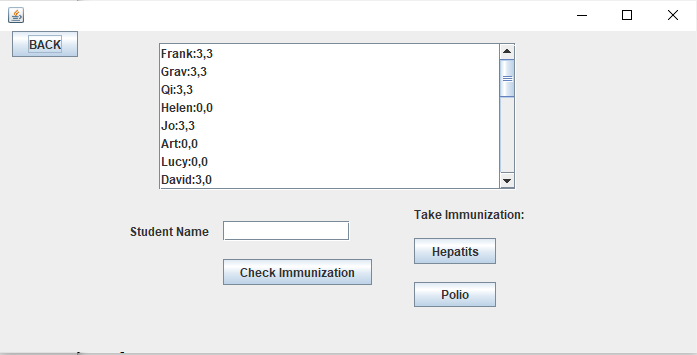 BACK
Frank:3,3
Grav:3,3
Qi:3,3
Helen:0,0
Jo:3,3
Art:0,0
Lucy:0,0
David:3,0
Take Immunization:
Student Name
Hepatits
Check Immunization
Polio